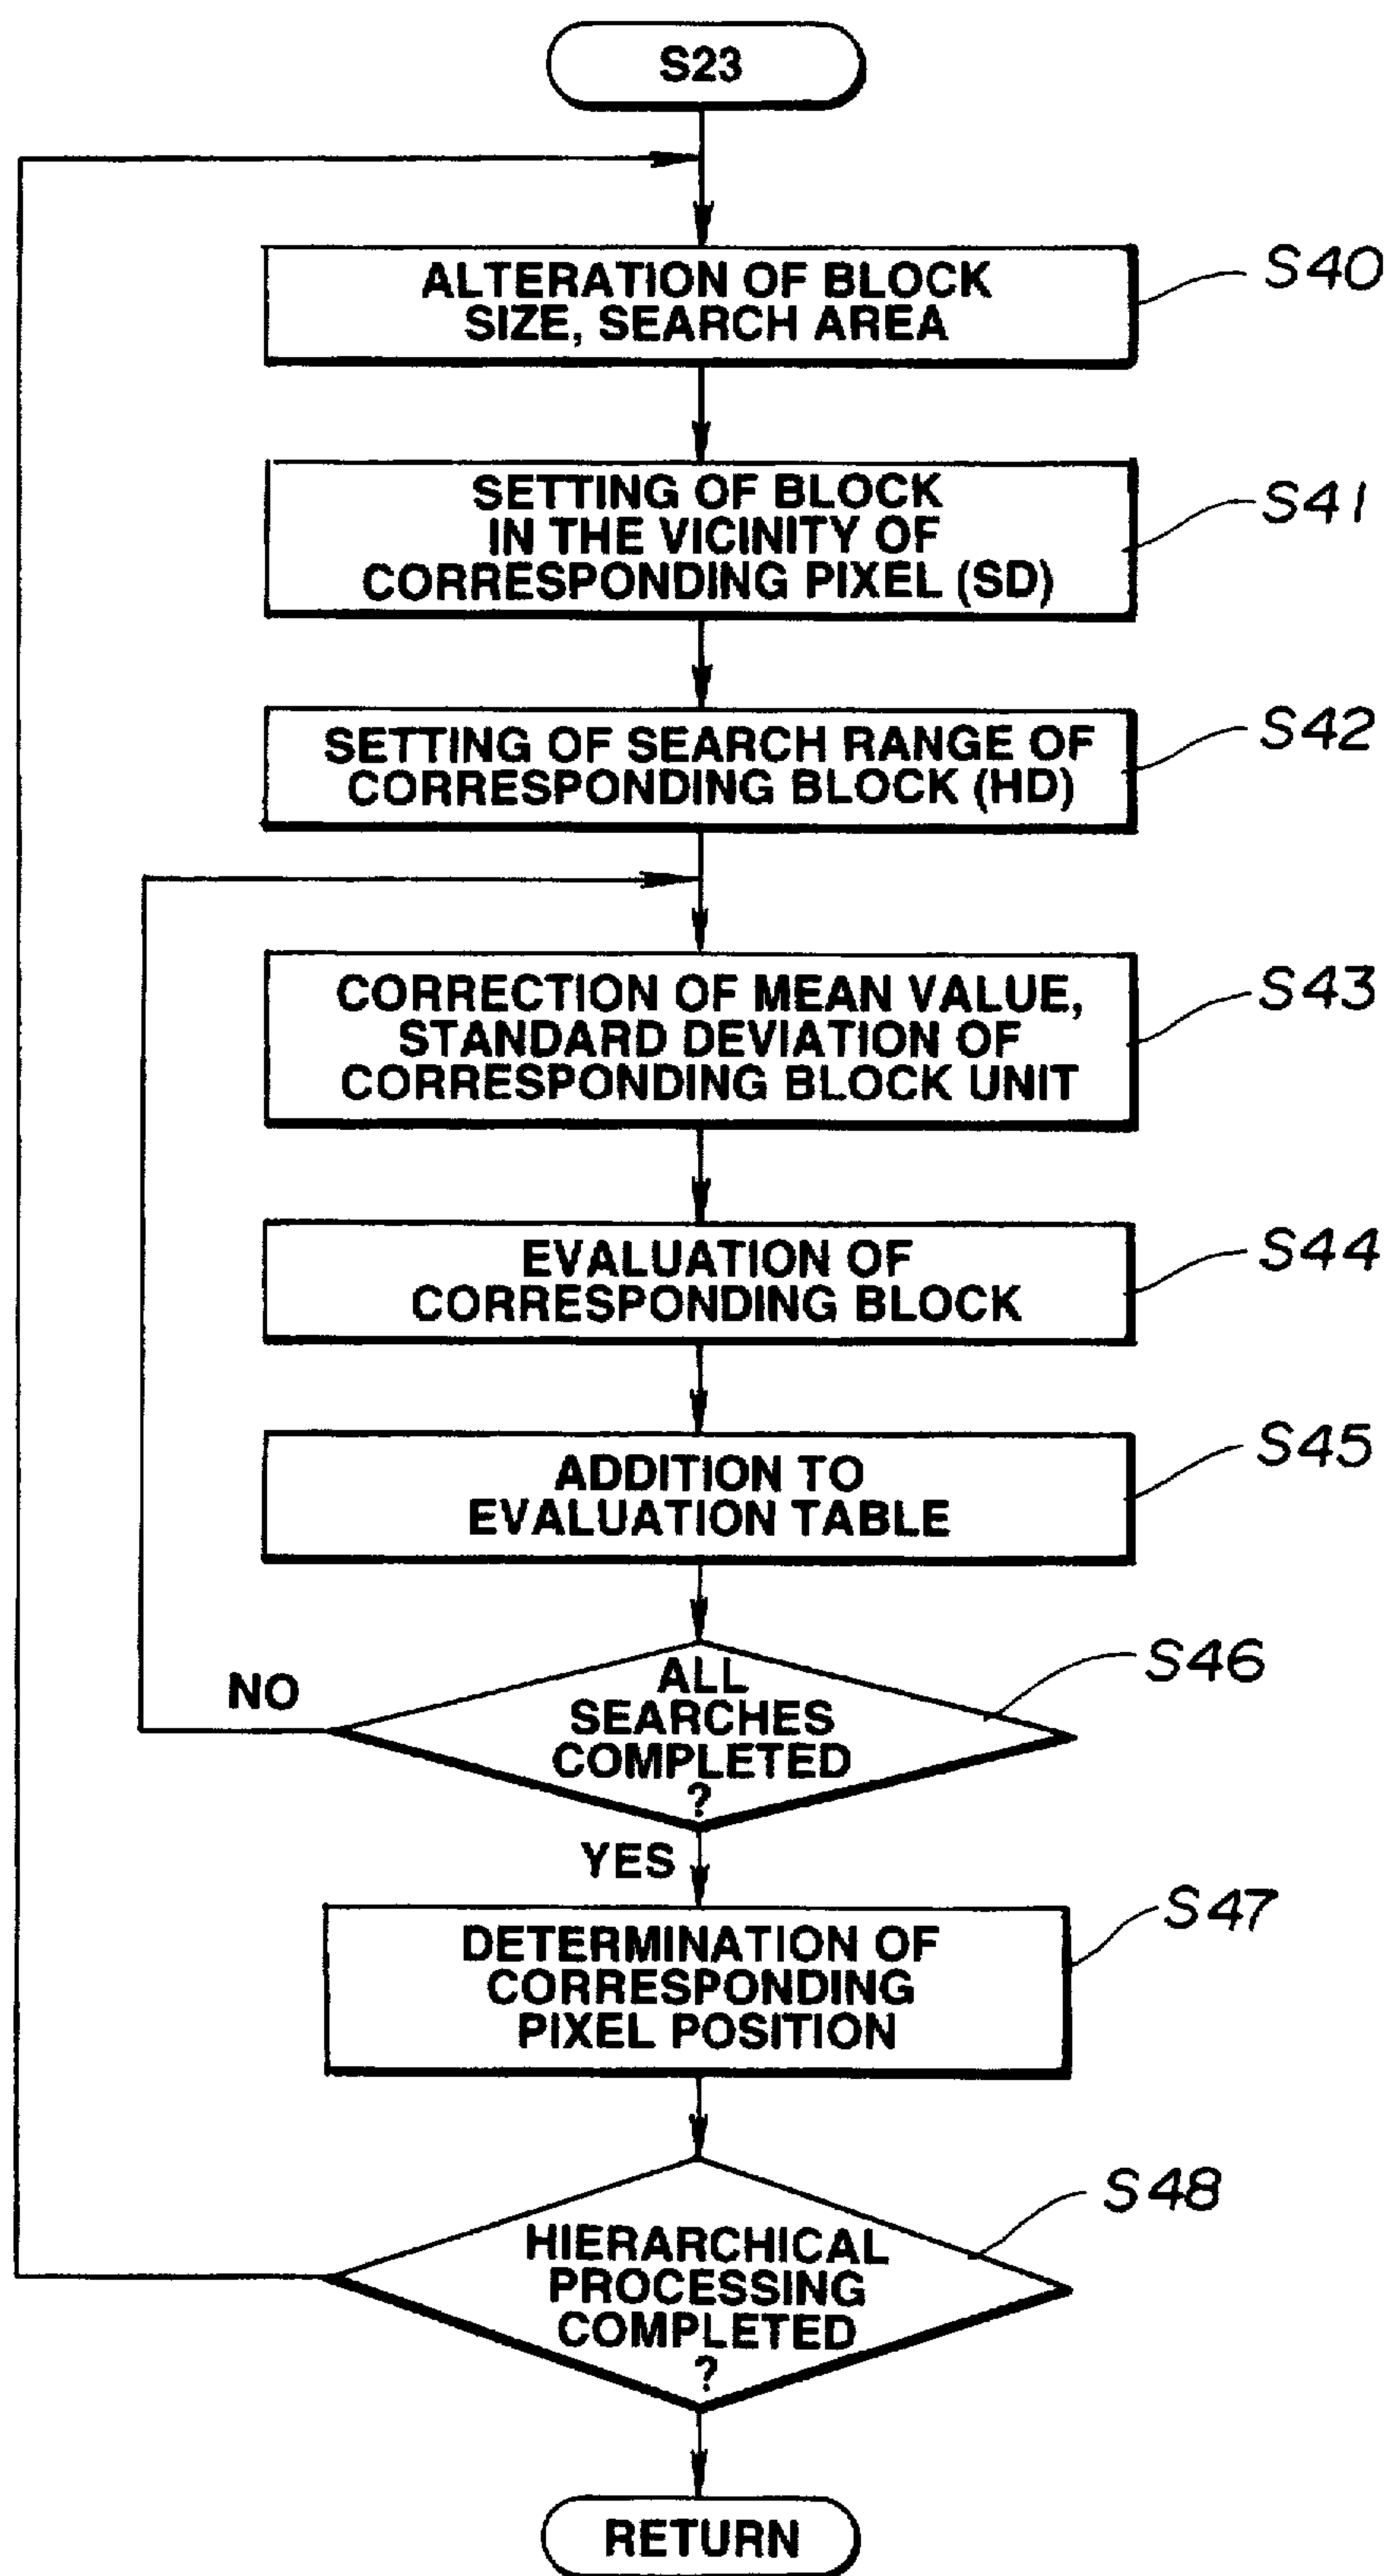 S23
ALTERATION OF BLOCK
SIZE, SEARCH AREA
S40
SETTING OF BLOCK
IN THE VICINITY OF
CORRESPONDING PIXEL (SD)
S41
SETTING OF SEARCH RANGE OF
CORRESPONDING BLOCK (HD)
S42
CORRECTION OF MEAN VALUE,
STANDARD DEVIATION OF
CORRESPONDING BLOCK UNIT
S43
EVALUATION OF
CORRESPONDING BLOCK
S44
ADDITION TO
EVALUATION TABLE
S45
ALL
SEARCHES
COMPLETED
?
S46
NO
YES
DETERMINATION OF
CORRESPONDING
PIXEL POSITION
S47
HIERARCHICAL
PROCESSING
COMPLETED
?
S48
RETURN